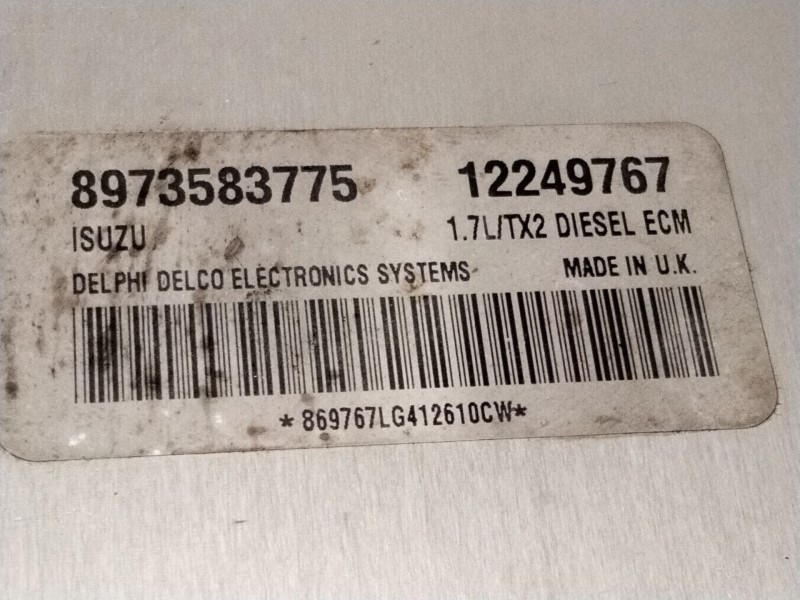 8973583775 12249767
ISUZU 1.7L/TX2 DIESEL ECM
DELPHI DELCO ELECTRONICS SYSTEMS MADE IN U.K.
*869767LG412610CW*